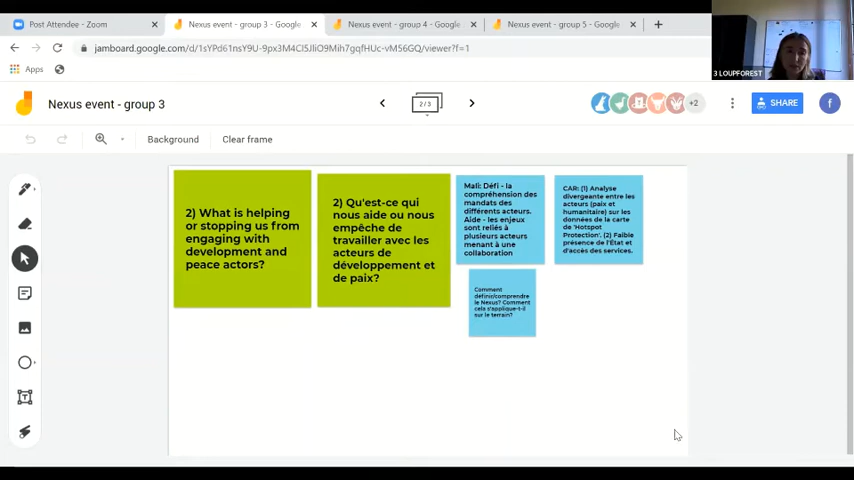 Post Attendee - Zoom
Nexus event - group 3 - Google
Nexus event - group 4 - Google
Nexus event - group 5 - Google
jamboard.google.com/d/1sYPd61nsY9U-9px3M4Cl5JliO9Mih7gqfHUc-vM56GQ/viewer?f=1
Apps
3 LOUPFOREST
Nexus event - group 3
2/3
+2
SHARE
f
Background
Clear frame
2) What is helping
or stopping us from
engaging with
development and
peace actors?
2) Qu'est-ce qui
nous aide ou nous
empêche de
travailler avec les
acteurs de
développement et
de paix?
Mali: Défi - la
compréhension des
mandats des
différents acteurs.
Aide - les enjeux
sont reliés à
plusieurs acteurs
menant à une
collaboration
CAR: (1) Analyse
divergeante entre les
acteurs (paix et
humanitaire) sur les
données de la carte
de 'Hotspot
Protection'. (2) Faible
présence de l'État et
d'accès des services.
Comment
définir/comprendre
le Nexus? Comment
cela s'applique-t-il
sur le terrain?